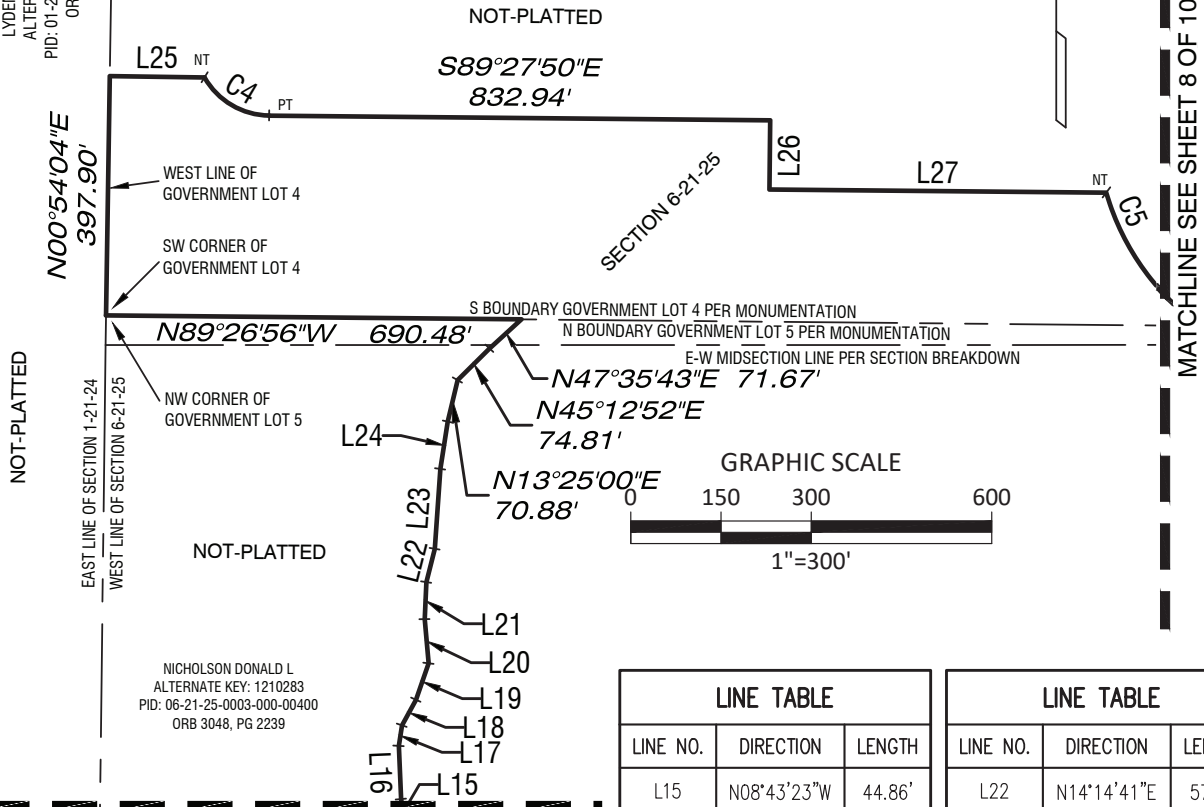 LYDEN
ALTER
PID: 01-2
OR
NOT-PLATTED
L25
NT
C4
PT
S89°27'50"E
832.94'
N00°54'04"E
397.90'
WEST LINE OF
GOVERNMENT LOT 4
SW CORNER OF
GOVERNMENT LOT 4
L26
L27
NT
C5
SECTION 6-21-25
MATCHLINE SEE SHEET 8 OF 10
S BOUNDARY GOVERNMENT LOT 4 PER MONUMENTATION
N89°26'56"W 690.48'
N BOUNDARY GOVERNMENT LOT 5 PER MONUMENTATION
E-W MIDSECTION LINE PER SECTION BREAKDOWN
NOT-PLATTED
EAST LINE OF SECTION 1-21-24
WEST LINE OF SECTION 6-21-25
NW CORNER OF
GOVERNMENT LOT 5
N47°35'43"E 71.67'
N45°12'52"E
74.81'
L24
N13°25'00"E
70.88'
GRAPHIC SCALE
0 150 300 600
1"=300'
L23
NOT-PLATTED
L22
L21
L20
L19
L18
L17
L16
L15
NICHOLSON DONALD L
ALTERNATE KEY: 1210283
PID: 06-21-25-0003-000-00400
ORB 3048, PG 2239
LINE TABLE
LINE NO. DIRECTION LENGTH
L15 N08°43'23"W 44.86'
LINE TABLE
LINE NO. DIRECTION LE
L22 N14°14'41"E 5